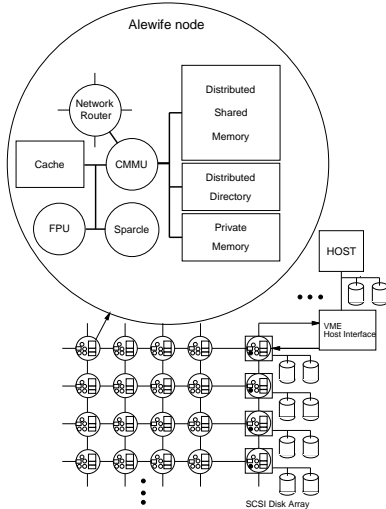 Alewife node
Network
Router
Cache
CMMU
FPU
Sparcle
Distributed
Shared
Memory
Distributed
Directory
Private
Memory
HOST
VME
Host Interface
SCSI Disk Array